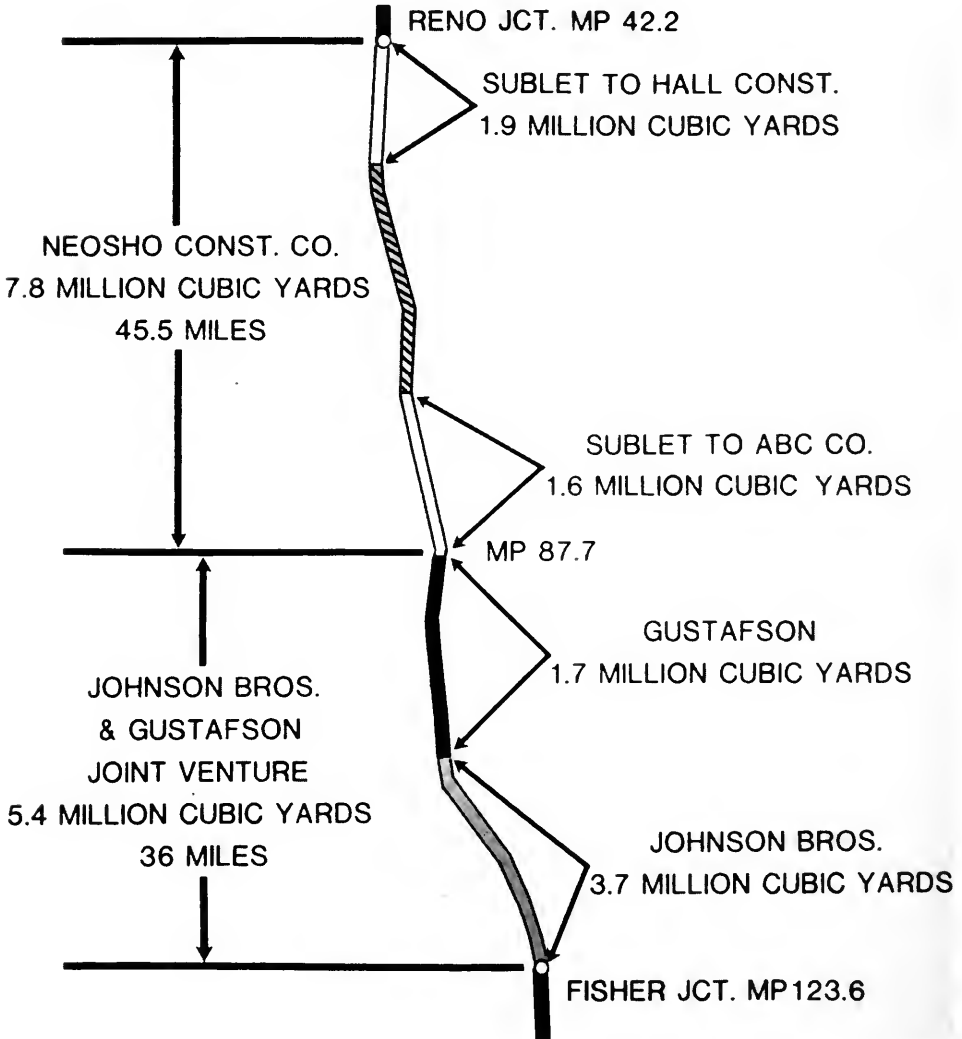 RENO JCT. MP 42.2
SUBLET TO HALL CONST.
1.9 MILLION CUBIC YARDS
NEOSHO CONST. CO.
7.8 MILLION CUBIC YARDS
45.5 MILES
SUBLET TO ABC CO.
1.6 MILLION CUBIC YARDS
MP 87.7
GUSTAFSON
1.7 MILLION CUBIC YARDS
JOHNSON BROS.
& GUSTAFSON
JOINT VENTURE
5.4 MILLION CUBIC YARDS
36 MILES
JOHNSON BROS.
3.7 MILLION CUBIC YARDS
FISHER JCT. MP 123.6